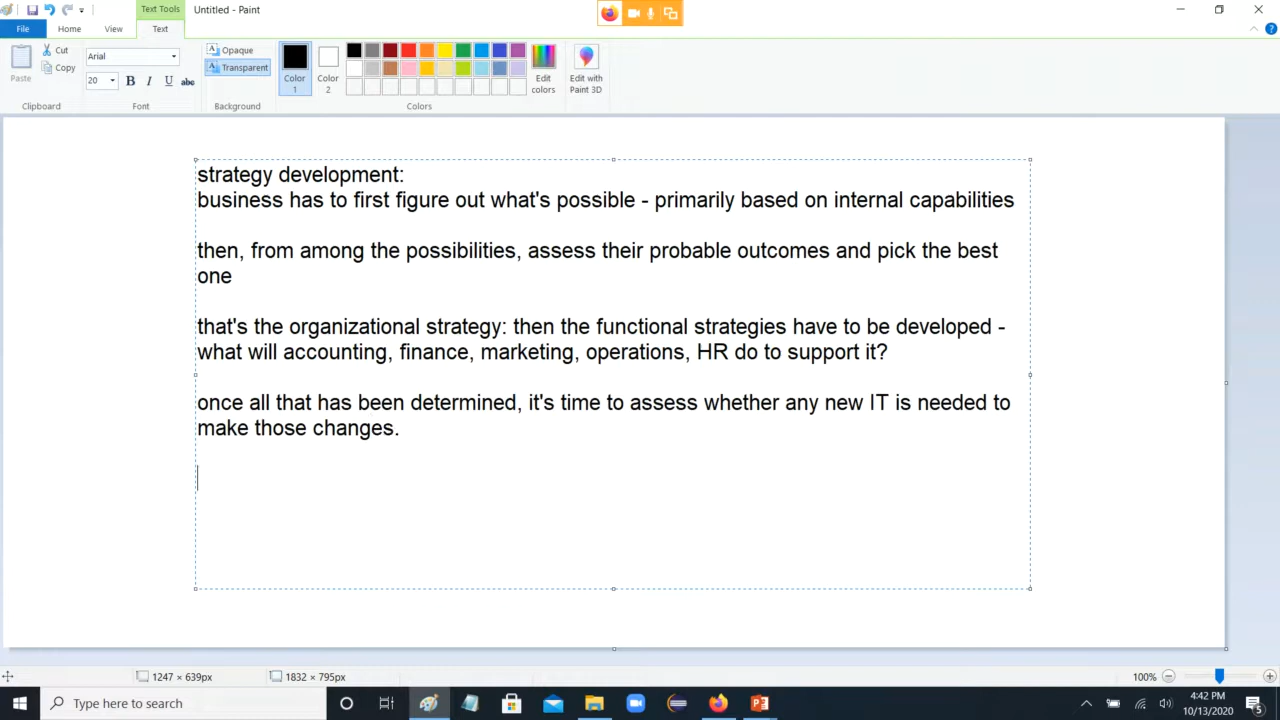 Text Tools
Untitled - Paint
File
Home
View
Text
Paste
Cut
Copy
Clipboard
Arial
20
B I U abc
Font
Opaque
Transparent
Background
Color 1
Color 2
Edit colors
Edit with Paint 3D
Colors
strategy development:
business has to first figure out what's possible - primarily based on internal capabilities
then, from among the possibilities, assess their probable outcomes and pick the best
one
that's the organizational strategy: then the functional strategies have to be developed -
what will accounting, finance, marketing, operations, HR do to support it?
once all that has been determined, it's time to assess whether any new IT is needed to
make those changes.
1247 × 639px
1832 × 795px
100%
Type here to search
4:42 PM
10/13/2020
5